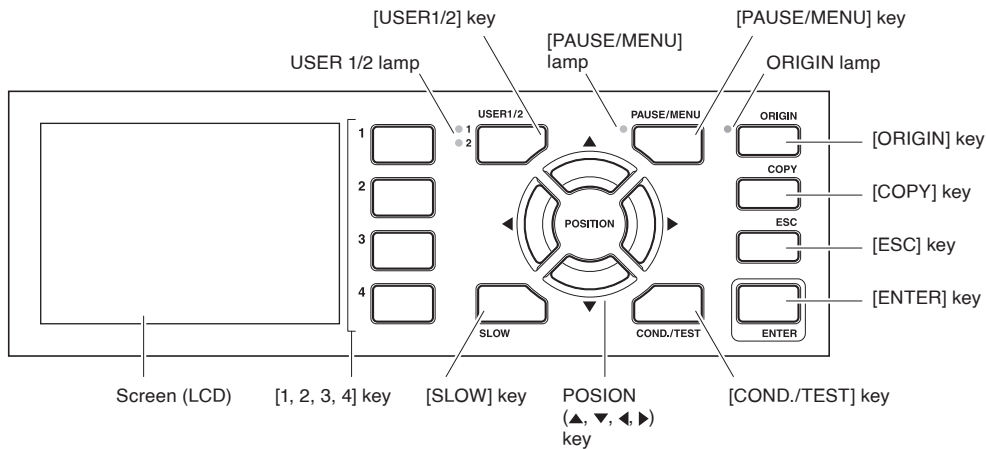 [USER1/2] key
[PAUSE/MENU] key
[PAUSE/MENU]
lamp
USER 1/2 lamp
ORIGIN lamp
USER1/2
PAUSE/MENU
ORIGIN
1
1
2
[ORIGIN] key
COPY
2
[COPY] key
ESC
POSITION
3
[ESC] key
4
[ENTER] key
SLOW
COND./TEST
ENTER
Screen (LCD)
[1, 2, 3, 4] key
[SLOW] key
POSION
(▲, ▼, ◀, ▶)
key
[COND./TEST] key